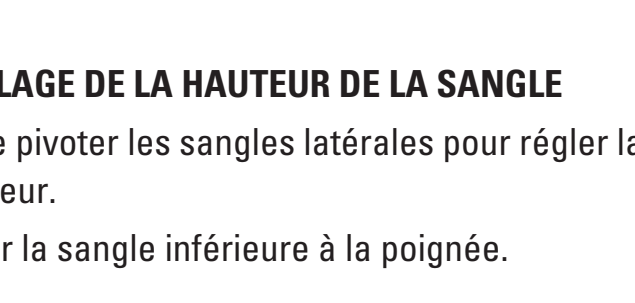 LAGE DE LA HAUTEUR DE LA SANGLE
e pivoter les sangles latérales pour régler la
eur.
r la sangle inférieure à la poignée.